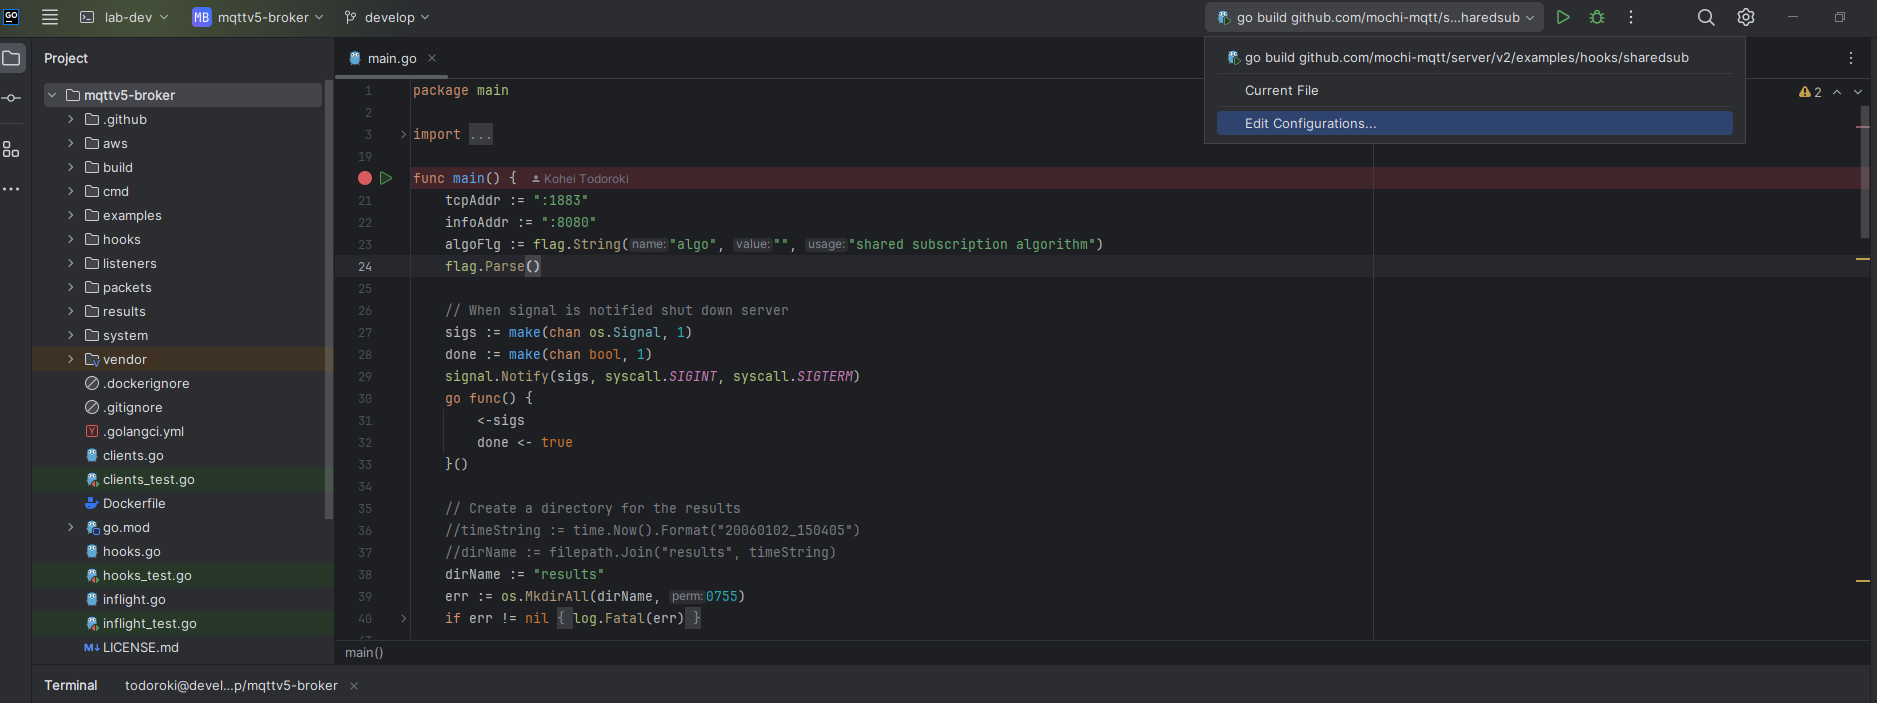 GO
lab-dev
MB mqttv5-broker
develop
go build github.com/mochi-mqtt/s...haredsub
go build github.com/mochi-mqtt/server/v2/examples/hooks/sharedsub
Current File
Edit Configurations...
Project
mqttv5-broker
.github
aws
build
cmd
examples
hooks
listeners
packets
results
system
vendor
.dockerignore
.gitignore
.golangci.yml
clients.go
clients_test.go
Dockerfile
go.mod
hooks.go
hooks_test.go
inflight.go
inflight_test.go
LICENSE.md
main.go
2
1 package main
2
3 import ...
19
func main() { Kohei Todoroki
21 tcpAddr := ":1883"
22 infoAddr := ":8080"
23 algoFlg := flag.String( name: "algo", value: "", usage: "shared subscription algorithm")
24 flag.Parse()
25
26 // When signal is notified shut down server
27 sigs := make(chan os.Signal, 1)
28 done := make(chan bool, 1)
29 signal.Notify(sigs, syscall.SIGINT, syscall.SIGTERM)
30 go func() {
31 <-sigs
32 done <- true
33 }()
34
35 // Create a directory for the results
36 //timeString := time.Now().Format("20060102_150405")
37 //dirName := filepath.Join("results", timeString)
38 dirName := "results"
39 err := os.MkdirAll(dirName, perm: 0755)
40 if err != nil { log.Fatal(err) }
main()
Terminal
todoroki@devel...p/mqttv5-broker